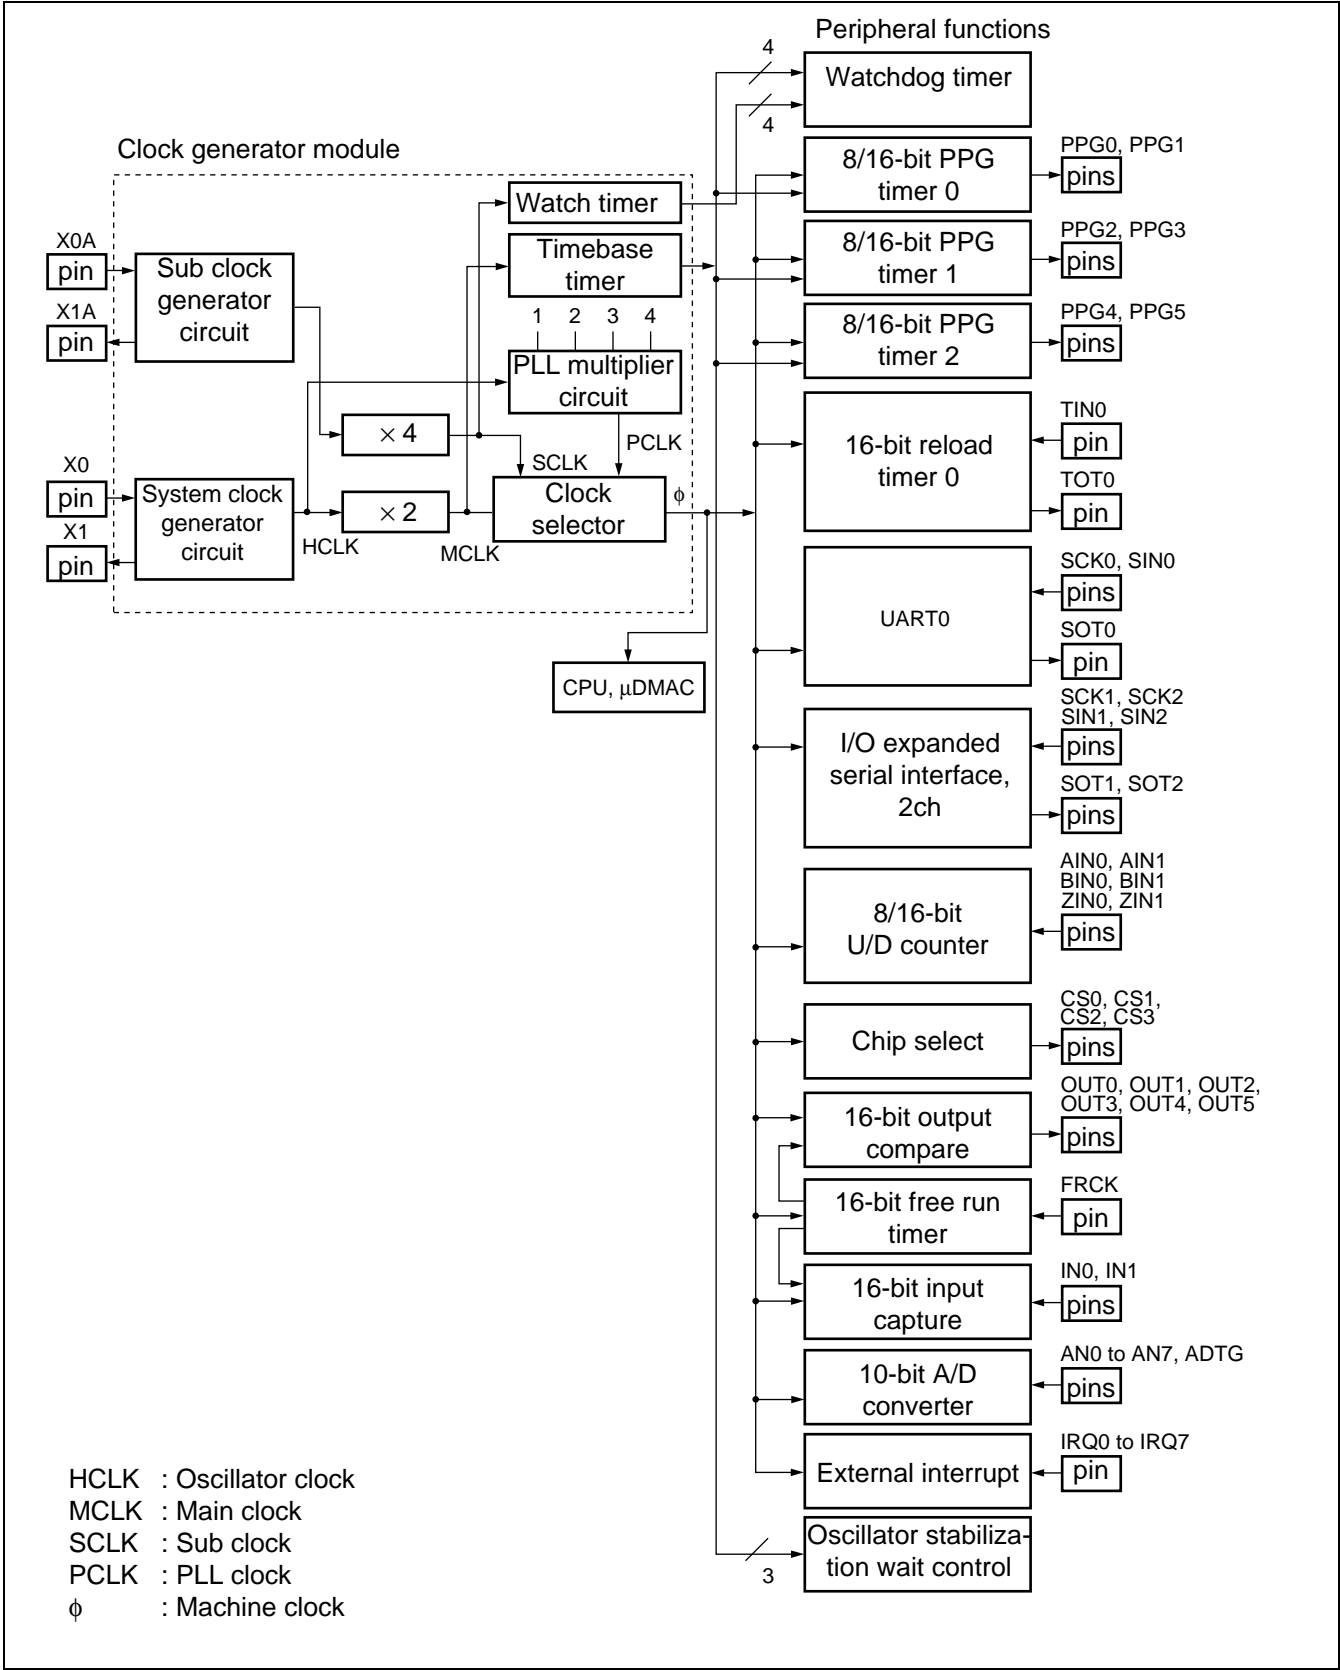 Peripheral functions
4
Watchdog timer
4
Clock generator module
PPG0, PPG1
8/16-bit PPG
timer 0
pins
Watch timer
X0A
pin
Sub clock
generator
circuit
Timebase
timer
PPG2, PPG3
8/16-bit PPG
timer 1
pins
X1A
pin
1 2 3 4
PPG4, PPG5
8/16-bit PPG
timer 2
pins
PLL multiplier
circuit
× 4
PCLK
SCLK
TIN0
pin
16-bit reload
timer 0
TOT0
pin
X0
pin
System clock
generator
circuit
× 2
Clock
selector
ϕ
X1
pin
HCLK
MCLK
SCK0, SIN0
pins
UART0
SOT0
pin
CPU, μDMAC
SCK1, SCK2
SIN1, SIN2
pins
I/O expanded
serial interface,
2ch
SOT1, SOT2
pins
AIN0, AIN1
BIN0, BIN1
ZIN0, ZIN1
pins
8/16-bit
U/D counter
CS0, CS1,
CS2, CS3
pins
Chip select
OUT0, OUT1, OUT2,
OUT3, OUT4, OUT5
pins
16-bit output
compare
FRCK
pin
16-bit free run
timer
IN0, IN1
pins
16-bit input
capture
AN0 to AN7, ADTG
pins
10-bit A/D
converter
IRQ0 to IRQ7
pin
External interrupt
Oscillator stabiliza-
tion wait control
3
HCLK : Oscillator clock
MCLK : Main clock
SCLK : Sub clock
PCLK : PLL clock
ϕ : Machine clock